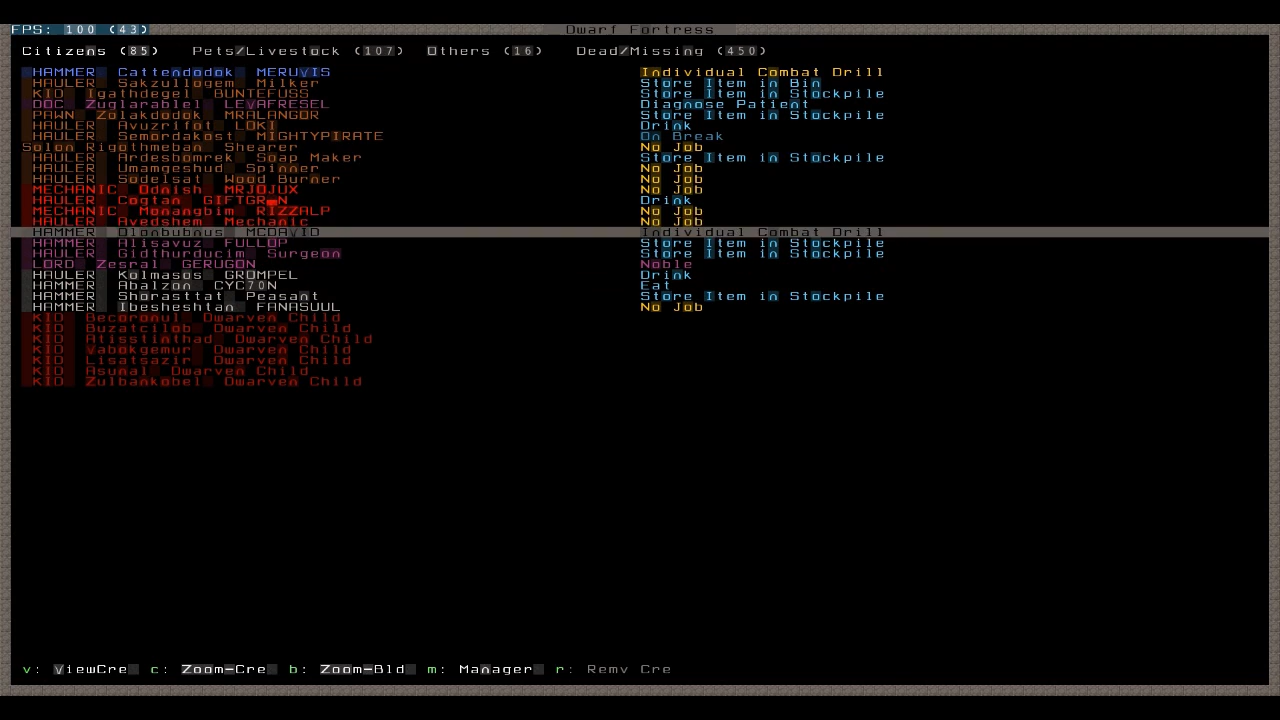 FPS: 100 (43) Dwarf Fortress
Citizens (85) Pets/Livestock (107) Others (16) Dead/Missing (450)
HAMMER Cattendodok MERUVIS Individual Combat Drill
HAULER Sakzullogem Milker Store Item in Bin
KID Igathdegel BUNTEFUSS Store Item in Stockpile
DOC Zuglarablel LEVAFRESEL Diagnose Patient
PAWN Zolakdodok MRALANGOR Store Item in Stockpile
HAULER Avuzrifot LOKI Drink
HAULER Semordakost MIGHTYPIRATE On Break
Solon Rigothmeban Shearer No Job
HAULER Ardesbomrek Soap Maker Store Item in Stockpile
HAULER Umamgeshud Spinner No Job
HAULER Sodelsat Wood Burner No Job
MECHANIC Odnish MRJOJUX No Job
HAULER Cogtan Drink
MECHANIC Monangbim RIZZALP No Job
HAULER Avedshem Mechanic No Job
HAMMER Olonbubnus MCDAVID Individual Combat Drill
HAMMER Alisavuz FULLOP Store Item in Stockpile
HAULER Gidthurducim Surgeon Store Item in Stockpile
LORD Zesral GERUGON Noble
HAULER Kolmasos GROMPEL Drink
HAMMER Abalzon CYC70N Eat
HAMMER Shorasttat Peasant Store Item in Stockpile
HAMMER Ibesheshtan FANASUUL No Job
KID Becoronul Dwarven Child
KID Buzatcilob Dwarven Child
KID Atisstinthad Dwarven Child
KID Vabokgemur Dwarven Child
KID Lisatsazir Dwarven Child
KID Asunal Dwarven Child
KID Zulbankobel Dwarven Child
v: ViewCre c: Zoom-Cre b: Zoom-Bld m: Manager r: Remv Cre